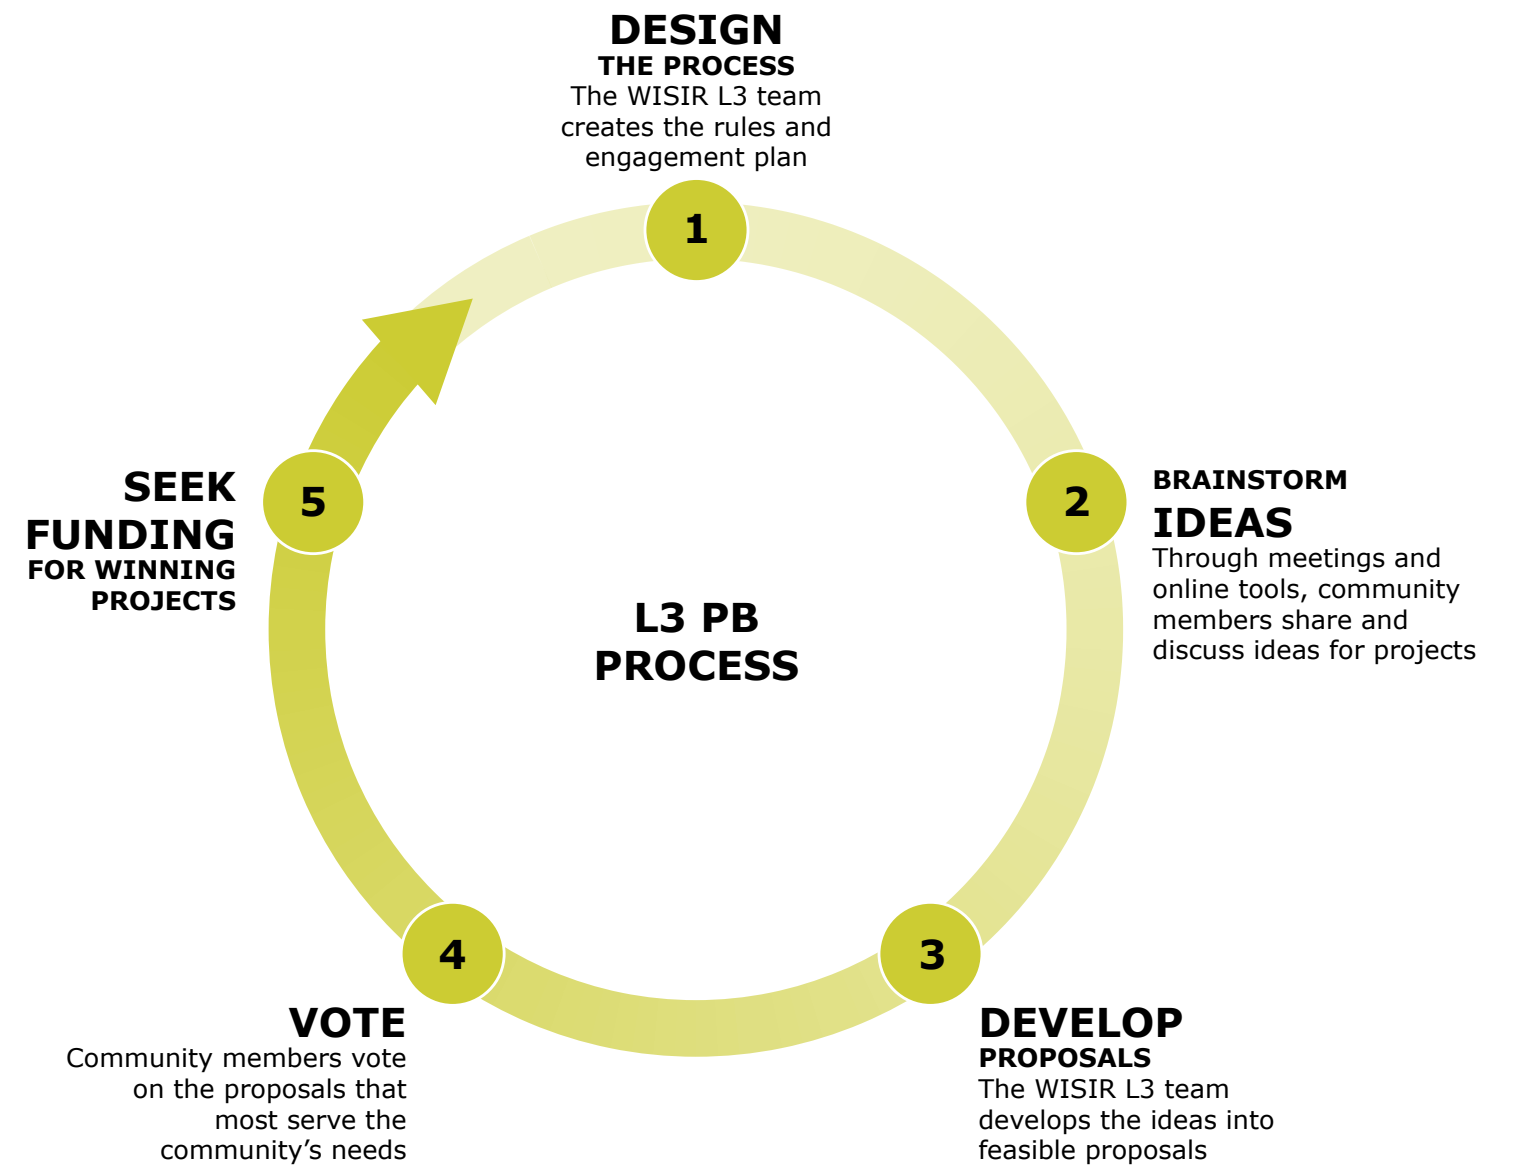 DESIGN
THE PROCESS
The WISIR L3 team
creates the rules and
engagement plan
1
2
BRAINSTORM
IDEAS
Through meetings and
online tools, community
members share and
discuss ideas for projects
3
DEVELOP
PROPOSALS
The WISIR L3 team
develops the ideas into
feasible proposals
4
VOTE
Community members vote
on the proposals that
most serve the
community’s needs
5
SEEK
FUNDING
FOR WINNING
PROJECTS
L3 PB
PROCESS